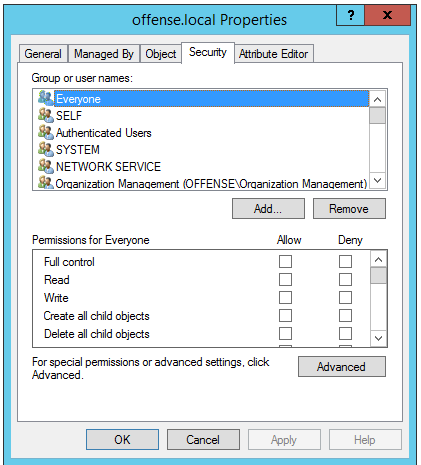 offense.local Properties
? x
General Managed By Object Security Attribute Editor
Group or user names:
Everyone
SELF
Authenticated Users
SYSTEM
NETWORK SERVICE
Organization Management (OFFENSE\Organization Management)
Add... Remove
Permissions for Everyone Allow Deny
Full control
Read
Write
Create all child objects
Delete all child objects
For special permissions or advanced settings, click
Advanced.
Advanced
OK Cancel Apply Help